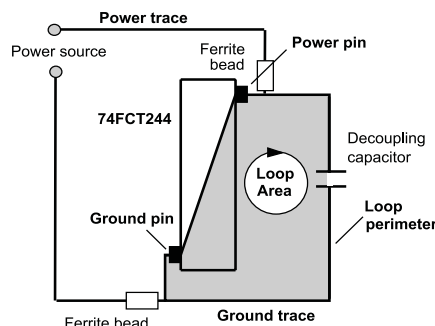 Power trace
Power source
Ferrite
bead
Power pin
74FCT244
Decoupling
capacitor
Loop
Area
Ground pin
Loop
perimeter
Ground trace
Ferrite bead